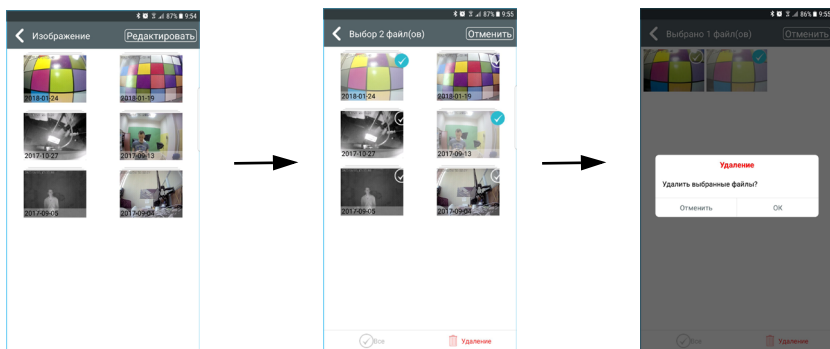 87% 9:54
Изображение
Редактировать
2018-01-24
2018-01-19
2017-10-27
2017-09-13
2017-09-05
2017-09-04
87% 9:55
Выбор 2 файл(ов)
Отменить
2018-01-24
2018-01-19
2017-10-27
2017-09-13
2017-09-05
2017-09-04
Все
Удаление
86% 9:55
Выбрано 1 файл(ов)
Отменить
Удаление
Удалить выбранные файлы?
Отменить
OK
Все
Удаление